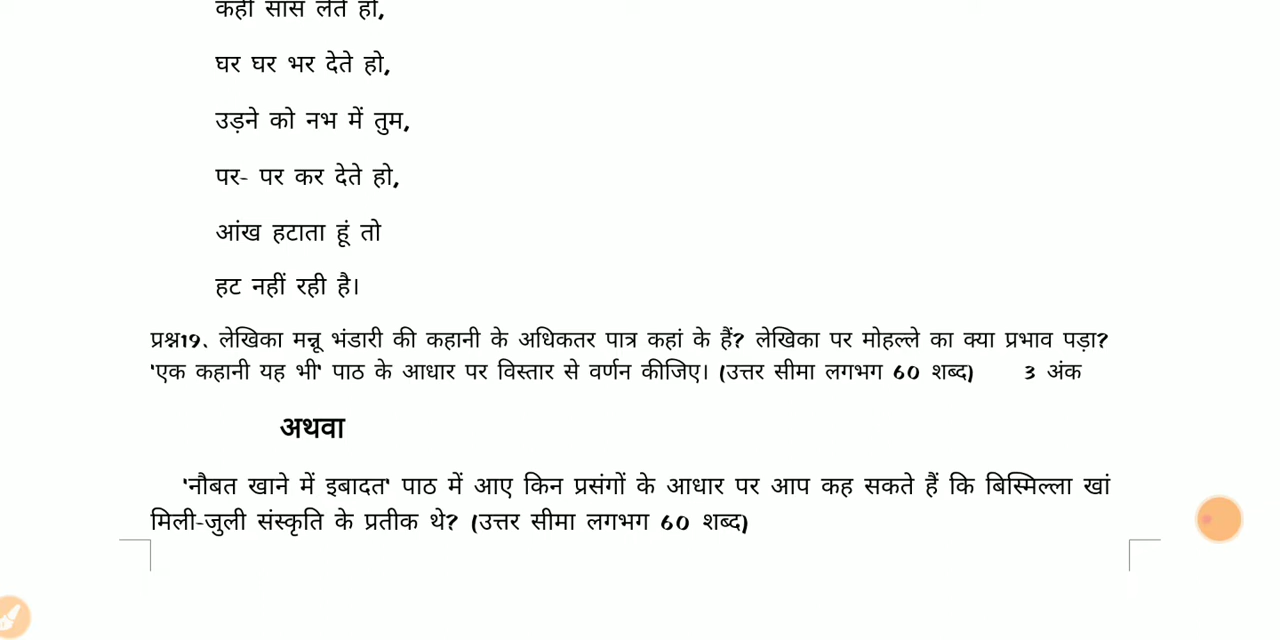 कहीं साँस लेते हो,
घर घर भर देते हो,
उड़ने को नभ में तुम,
पर- पर कर देते हो,
आंख हटाता हूं तो
हट नहीं रही है।
प्रश्न19. लेखिका मन्नू भंडारी की कहानी के अधिकतर पात्र कहां के हैं? लेखिका पर मोहल्ले का क्या प्रभाव पड़ा?
'एक कहानी यह भी' पाठ के आधार पर विस्तार से वर्णन कीजिए। (उत्तर सीमा लगभग 60 शब्द) 3 अंक
अथवा
'नौबत खाने में इबादत' पाठ में आए किन प्रसंगों के आधार पर आप कह सकते हैं कि बिस्मिल्ला खां
मिली-जुली संस्कृति के प्रतीक थे? (उत्तर सीमा लगभग 60 शब्द)